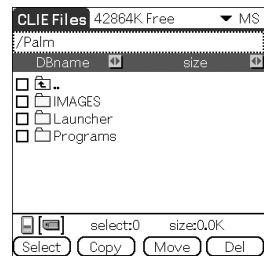 CLIE Files 42864K Free MS
/Palm
DBname size
..
IMAGES
Launcher
Programs
select:0 size:0.0K
Select Copy Move Del